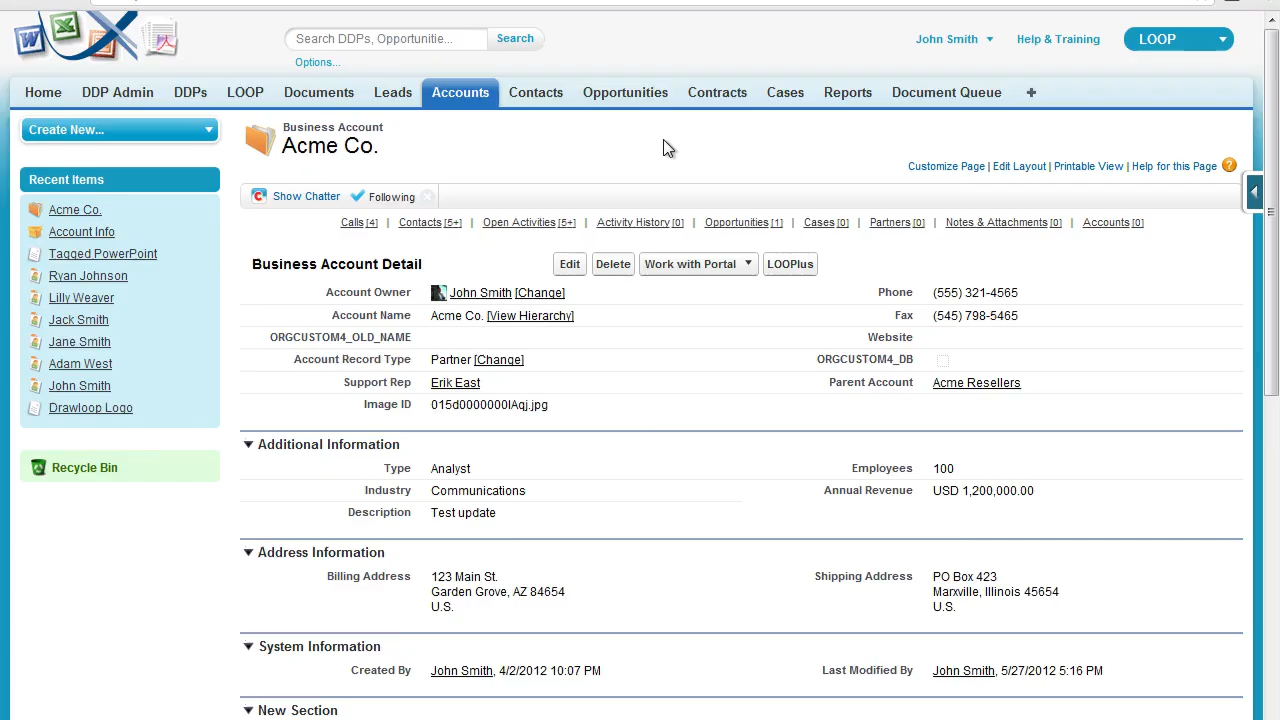 Search DDPs, Opportunitie...
Search
Options...
John Smith
Help & Training
LOOP
Home
DDP Admin
DDPs
LOOP
Documents
Leads
Accounts
Contacts
Opportunities
Contracts
Cases
Reports
Document Queue
+
Create New...
Recent Items
Acme Co.
Account Info
Tagged PowerPoint
Ryan Johnson
Lilly Weaver
Jack Smith
Jane Smith
Adam West
John Smith
Drawloop Logo
Recycle Bin
Business Account
Acme Co.
Customize Page | Edit Layout | Printable View | Help for this Page ?
Show Chatter
Following
Calls [4] | Contacts [5+] | Open Activities [5+] | Activity History [0] | Opportunities [1] | Cases [0] | Partners [0] | Notes & Attachments [0] | Accounts [0]
Business Account Detail
Edit
Delete
Work with Portal
LOOPlus
Account Owner John Smith [Change]
Phone (555) 321-4565
Account Name Acme Co. [View Hierarchy]
Fax (545) 798-5465
ORGCUSTOM4_OLD_NAME
Website
Account Record Type Partner [Change]
ORGCUSTOM4_DB
Support Rep Erik East
Parent Account Acme Resellers
Image ID 015d0000000lAqj.jpg
Additional Information
Type Analyst
Employees 100
Industry Communications
Annual Revenue USD 1,200,000.00
Description Test update
Address Information
Billing Address 123 Main St.
Garden Grove, AZ 84654
U.S.
Shipping Address PO Box 423
Marxville, Illinois 45654
U.S.
System Information
Created By John Smith, 4/2/2012 10:07 PM
Last Modified By John Smith, 5/27/2012 5:16 PM
New Section